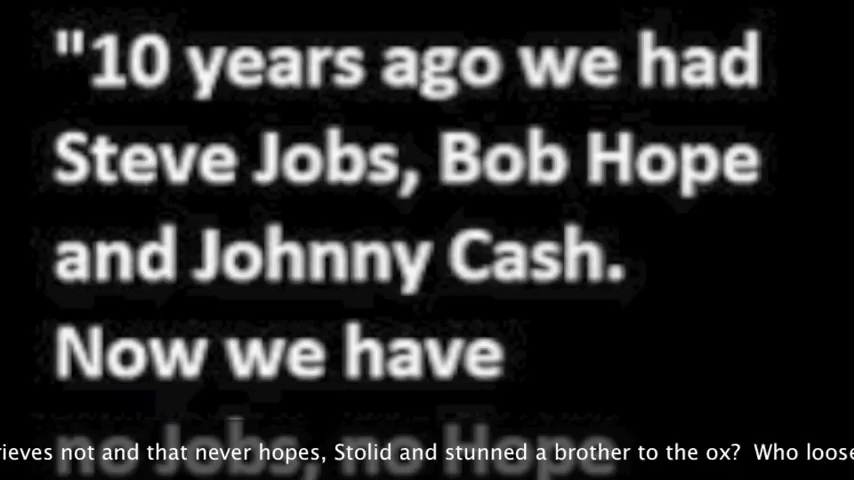 "10 years ago we had
Steve Jobs, Bob Hope
and Johnny Cash.
Now we have
no Jobs, no Hope
rieves not and that never hopes, Stolid and stunned a brother to the ox? Who loose